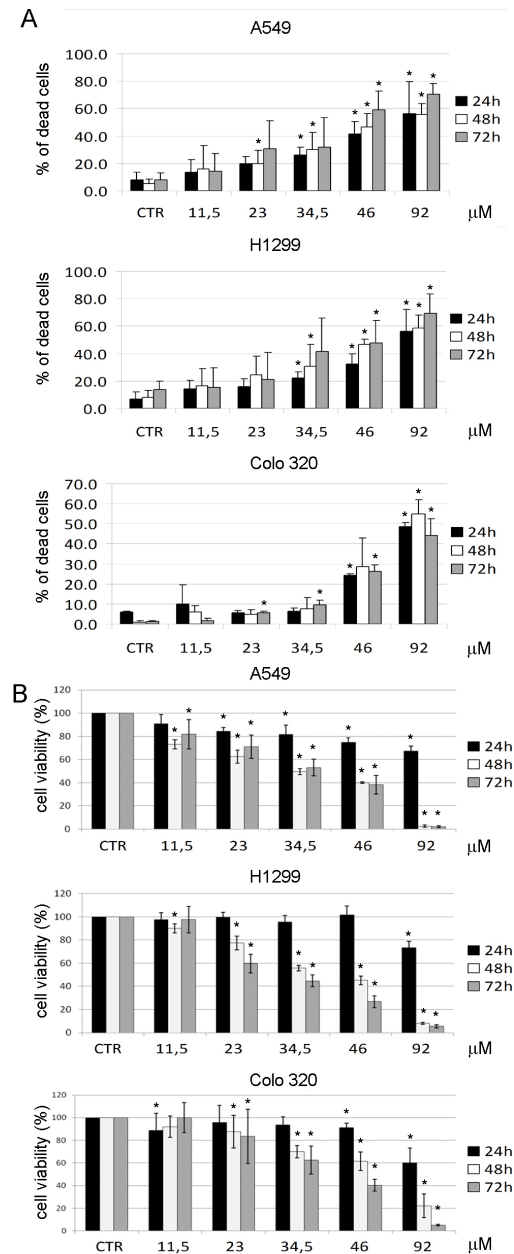 A
A549
% of dead cells
100.0
80.0
60.0
40.0
20.0
0.0
* * * * * * * * *
24h
48h
72h
CTR 11,5 23 34,5 46 92 µM
H1299
% of dead cells
100.0
80.0
60.0
40.0
20.0
0.0
* * * * * * * *
24h
48h
72h
CTR 11,5 23 34,5 46 92 µM
Colo 320
% of dead cells
70.0
60.0
50.0
40.0
30.0
20.0
10.0
0.0
* * * * * * *
24h
48h
72h
CTR 11,5 23 34,5 46 92 µM
B
A549
cell viability (%)
120
100
80
60
40
20
0
* * * * * * * * * * * * * *
24h
48h
72h
CTR 11,5 23 34,5 46 92 µM
H1299
cell viability (%)
120
100
80
60
40
20
0
* * * * * * * * * *
24h
48h
72h
CTR 11,5 23 34,5 46 92 µM
Colo 320
cell viability (%)
120
100
80
60
40
20
0
* * * * * * * * * * *
24h
48h
72h
CTR 11,5 23 34,5 46 92 µM